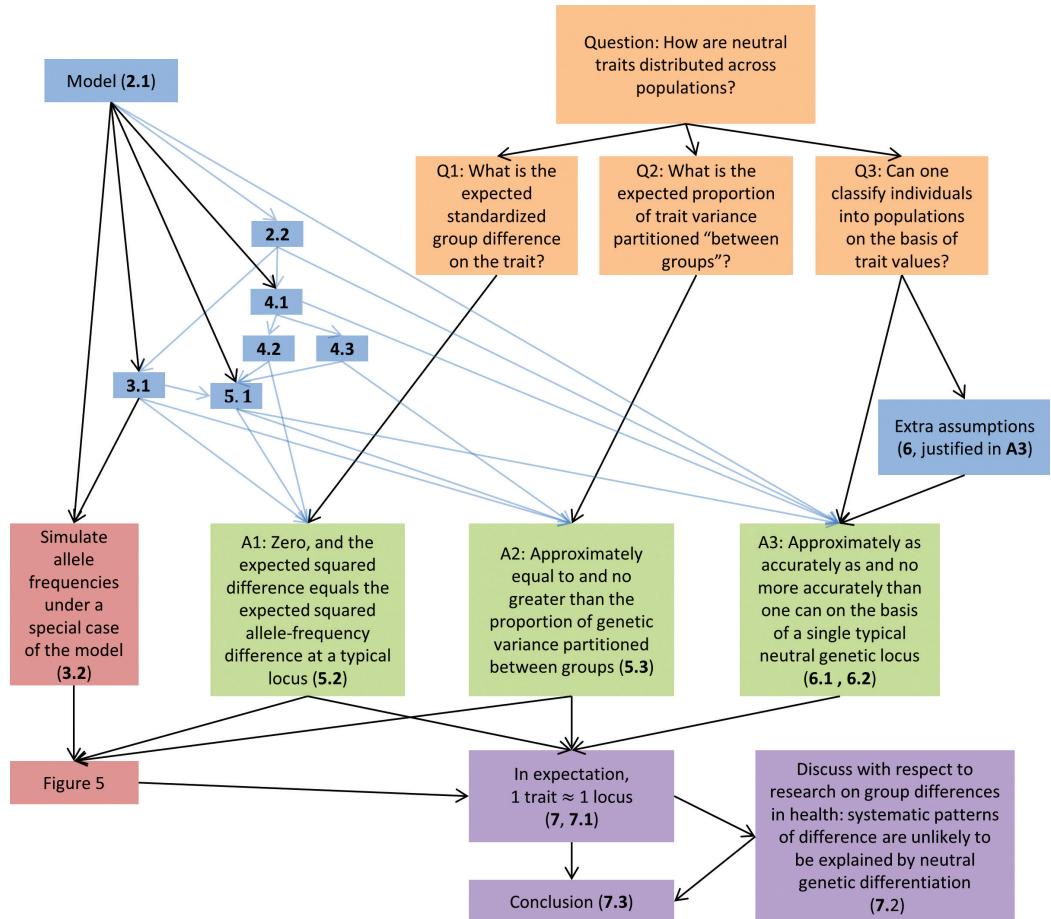 Question: How are neutral
traits distributed across
populations?
Model (2.1)
Q1: What is the
expected
standardized
group difference
on the trait?
Q2: What is the
expected proportion
of trait variance
partitioned “between
groups”?
Q3: Can one
classify individuals
into populations
on the basis of
trait values?
2.2
4.1
4.2
4.3
3.1
5.1
Extra assumptions
(6, justified in A3)
Simulate
allele
frequencies
under a
special case
of the model
(3.2)
A1: Zero, and the
expected squared
difference equals the
expected squared
allele-frequency
difference at a typical
locus (5.2)
A2: Approximately
equal to and no
greater than the
proportion of genetic
variance partitioned
between groups (5.3)
A3: Approximately as
accurately as and no
more accurately than
one can on the basis
of a single typical
neutral genetic locus
(6.1 , 6.2)
Figure 5
In expectation,
1 trait ≈ 1 locus
(7, 7.1)
Discuss with respect to
research on group differences
in health: systematic patterns
of difference are unlikely to
be explained by neutral
genetic differentiation
(7.2)
Conclusion (7.3)